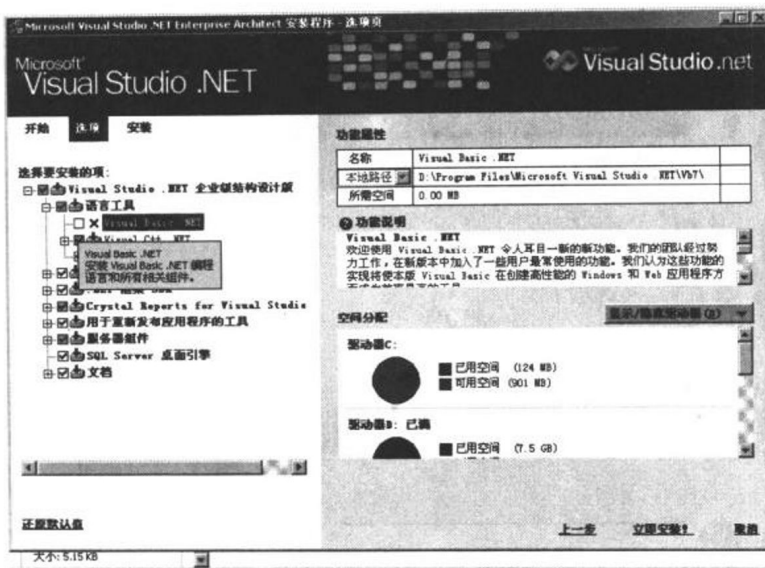 Microsoft Visual Studio .NET Enterprise Architect 安装程序 - 选项页
Microsoft
Visual Studio .NET
Visual Studio.net
开始 选项 安装
选择要安装的项:
Visual Studio .NET 企业级结构设计版
语言工具
Visual Basic .NET
Visual C++ .NET
Visual Basic .NET
安装 Visual Basic .NET 编程
语言和所有相关组件。
Crystal Reports for Visual Studio
用于重新发布应用程序的工具
服务器组件
SQL Server 桌面引擎
文档
还原默认值
功能属性
名称 Visual Basic .NET
本地路径 D:\Program Files\Microsoft Visual Studio .NET\Vb7\
所需空间 0.00 MB
功能说明
Visual Basic .NET
欢迎使用 Visual Basic .NET 令人耳目一新的新功能。我们的团队经过努
力工作，在新版本中加入了一些用户最常使用的功能。我们认为这些功能的
实现将使本版 Visual Basic 在创建高性能的 Windows 和 Web 应用程序方
空间分配
显示/隐藏驱动器(R)
驱动器C:
已用空间 (124 MB)
可用空间 (901 MB)
驱动器D: 已满
已用空间 (7.5 GB)
上一步 立即安装! 取消
大小: 5.15 KB